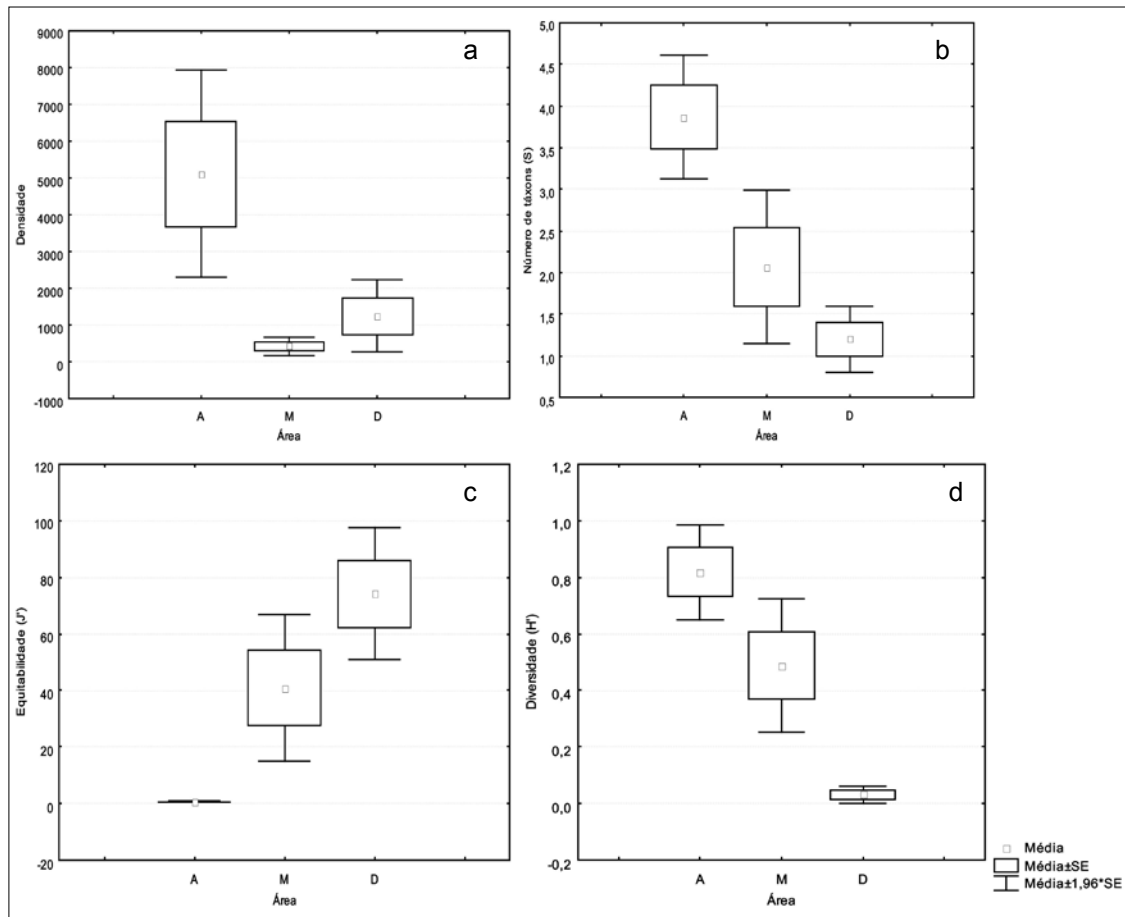 a
9000
8000
7000
6000
5000
4000
3000
2000
1000
0
-1000
Densidade
A M D
Área
b
5,0
4,5
4,0
3,5
3,0
2,5
2,0
1,5
1,0
0,5
Número de táxons (S)
A M D
Área
c
120
100
80
60
40
20
0
-20
Equitabilidade (J')
A M D
Área
d
1,2
1,0
0,8
0,6
0,4
0,2
0,0
-0,2
Diversidade (H')
A M D
Área
Média
Média±SE
Média±1,96*SE